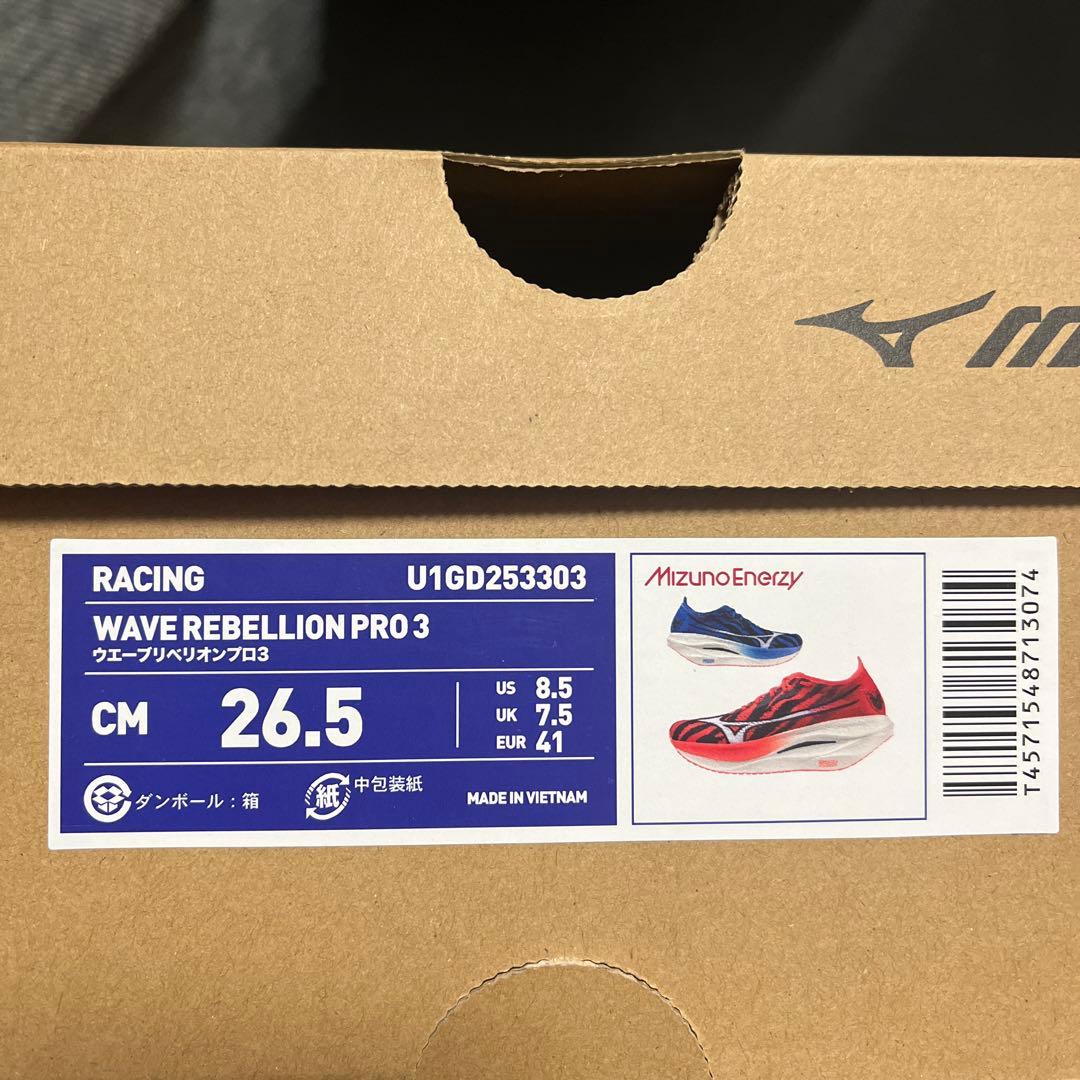 RACING U1GD253303
WAVE REBELLION PRO 3
ウエーブリベリオンプロ3
CM 26.5
US 8.5
UK 7.5
EUR 41
ダンボール：箱
紙 中包装紙
MADE IN VIETNAM
MizunoEnerzy
T4571548713074